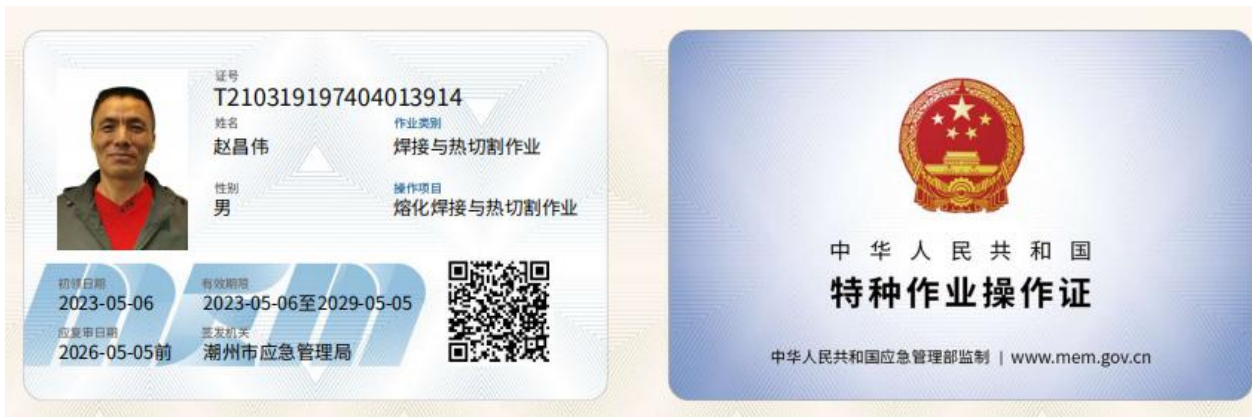 证号
T210319197404013914
姓名
作业类别
赵昌伟
焊接与热切割作业
性别
操作项目
男
熔化焊接与热切割作业
初领日期
有效期限
2023-05-06
2023-05-06至2029-05-05
应复审日期
签发机关
2026-05-05前
潮州市应急管理局
中华人民共和国
特种作业操作证
中华人民共和国应急管理部监制 | www.mem.gov.cn